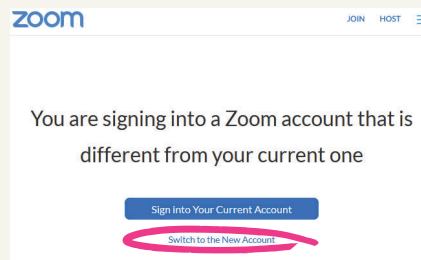 zoom
JOIN HOST
You are signing into a Zoom account that is
different from your current one
Sign into Your Current Account
Switch to the New Account